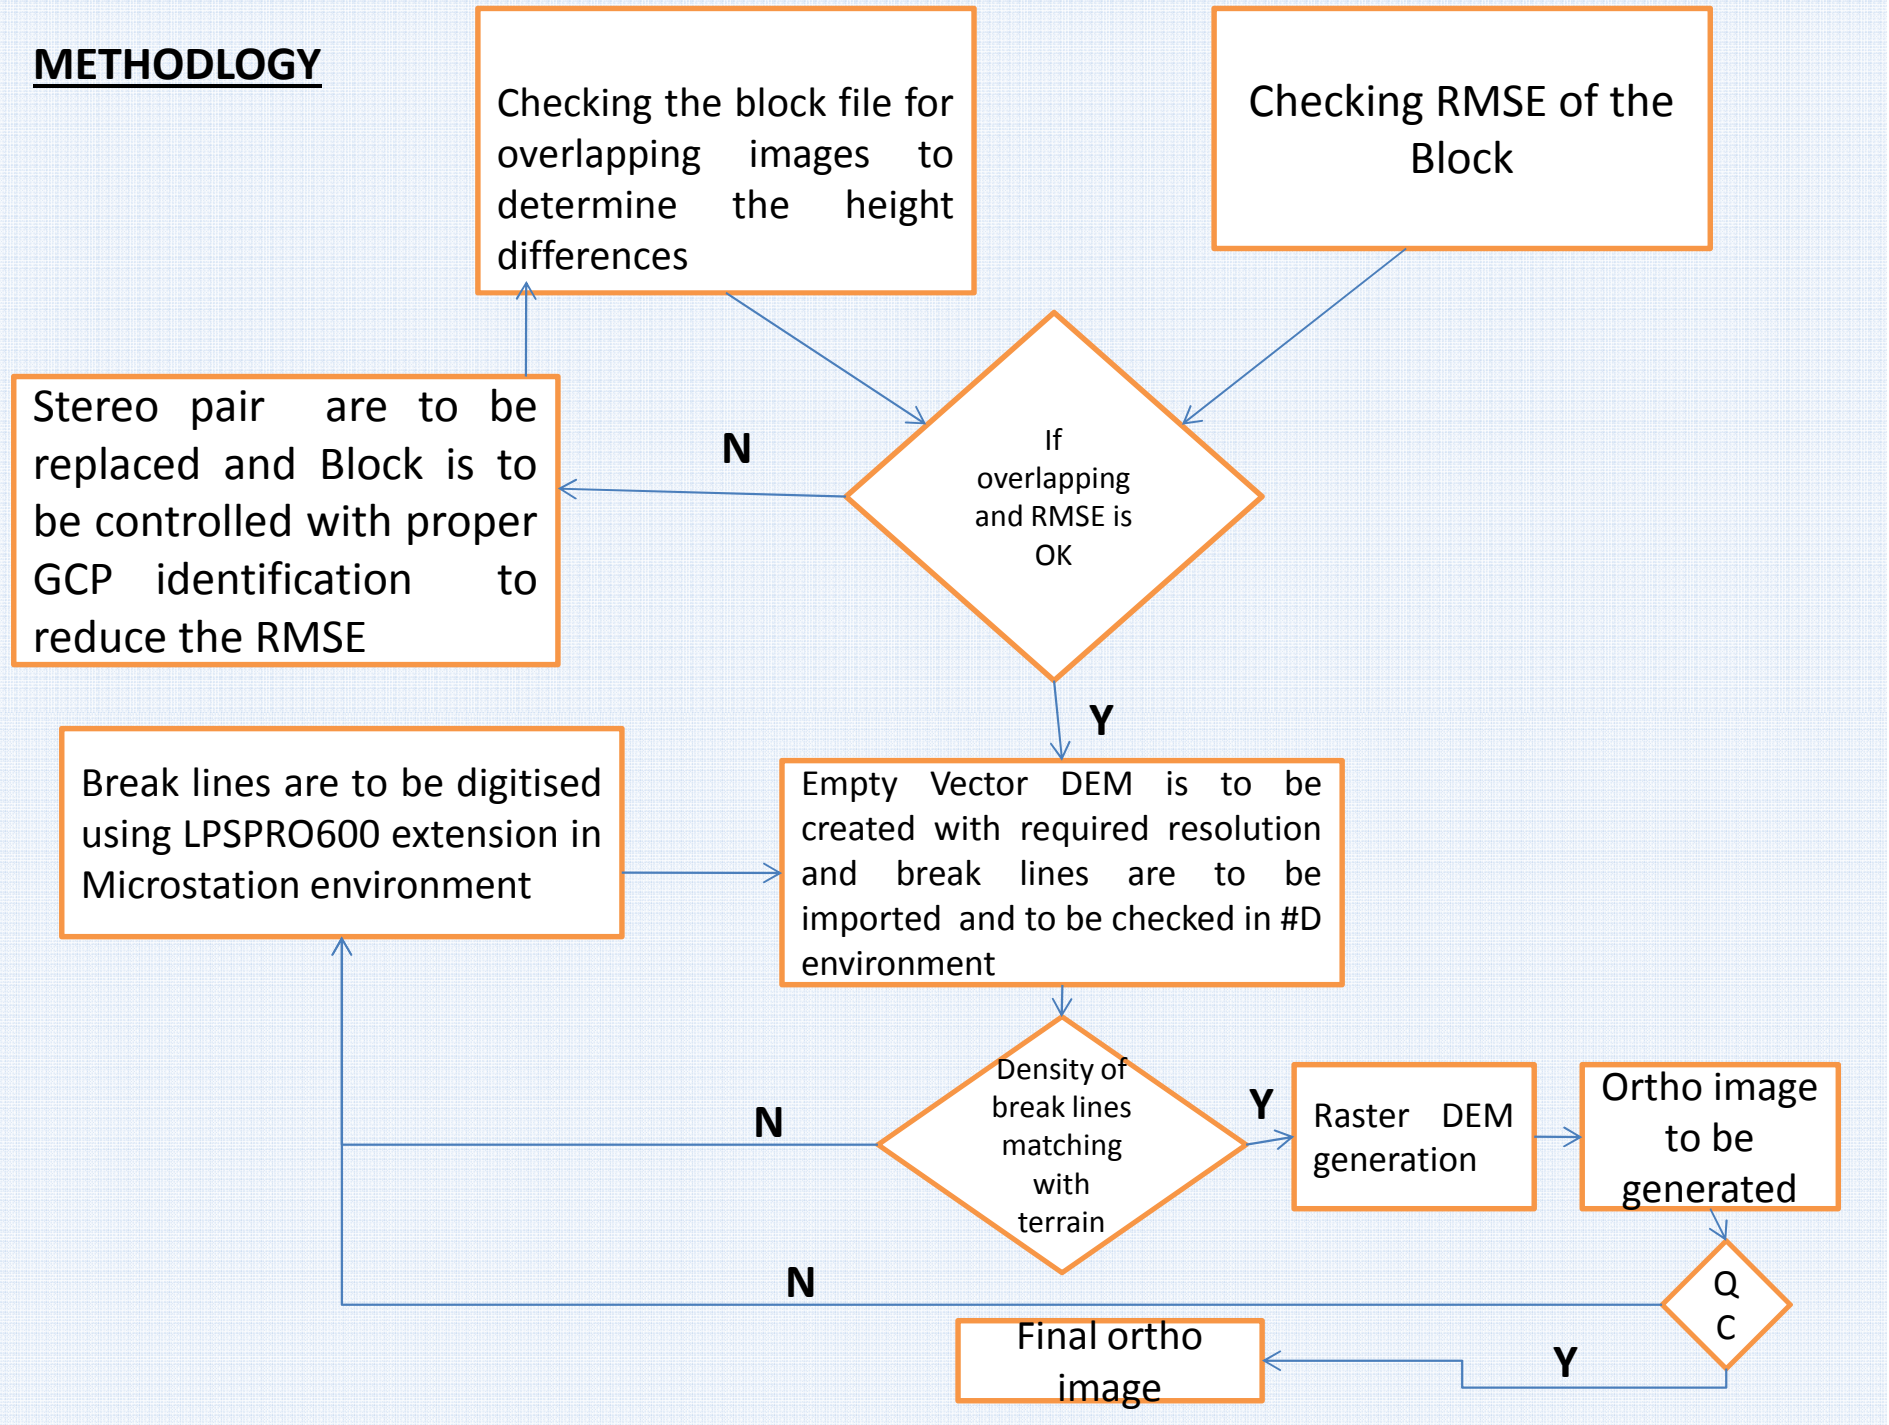 METHODLOGY
Checking the block file for
overlapping images to
determine the height
differences
Checking RMSE of the
Block
Stereo pair are to be
replaced and Block is to
be controlled with proper
GCP identification to
reduce the RMSE
N
If
overlapping
and RMSE is
OK
Y
Break lines are to be digitised
using LPSPRO600 extension in
Microstation environment
Empty Vector DEM is to be
created with required resolution
and break lines are to be
imported and to be checked in #D
environment
N
Density of
break lines
matching
with
terrain
Y
Raster DEM
generation
Ortho image
to be
generated
N
Q
C
Final ortho
image
Y